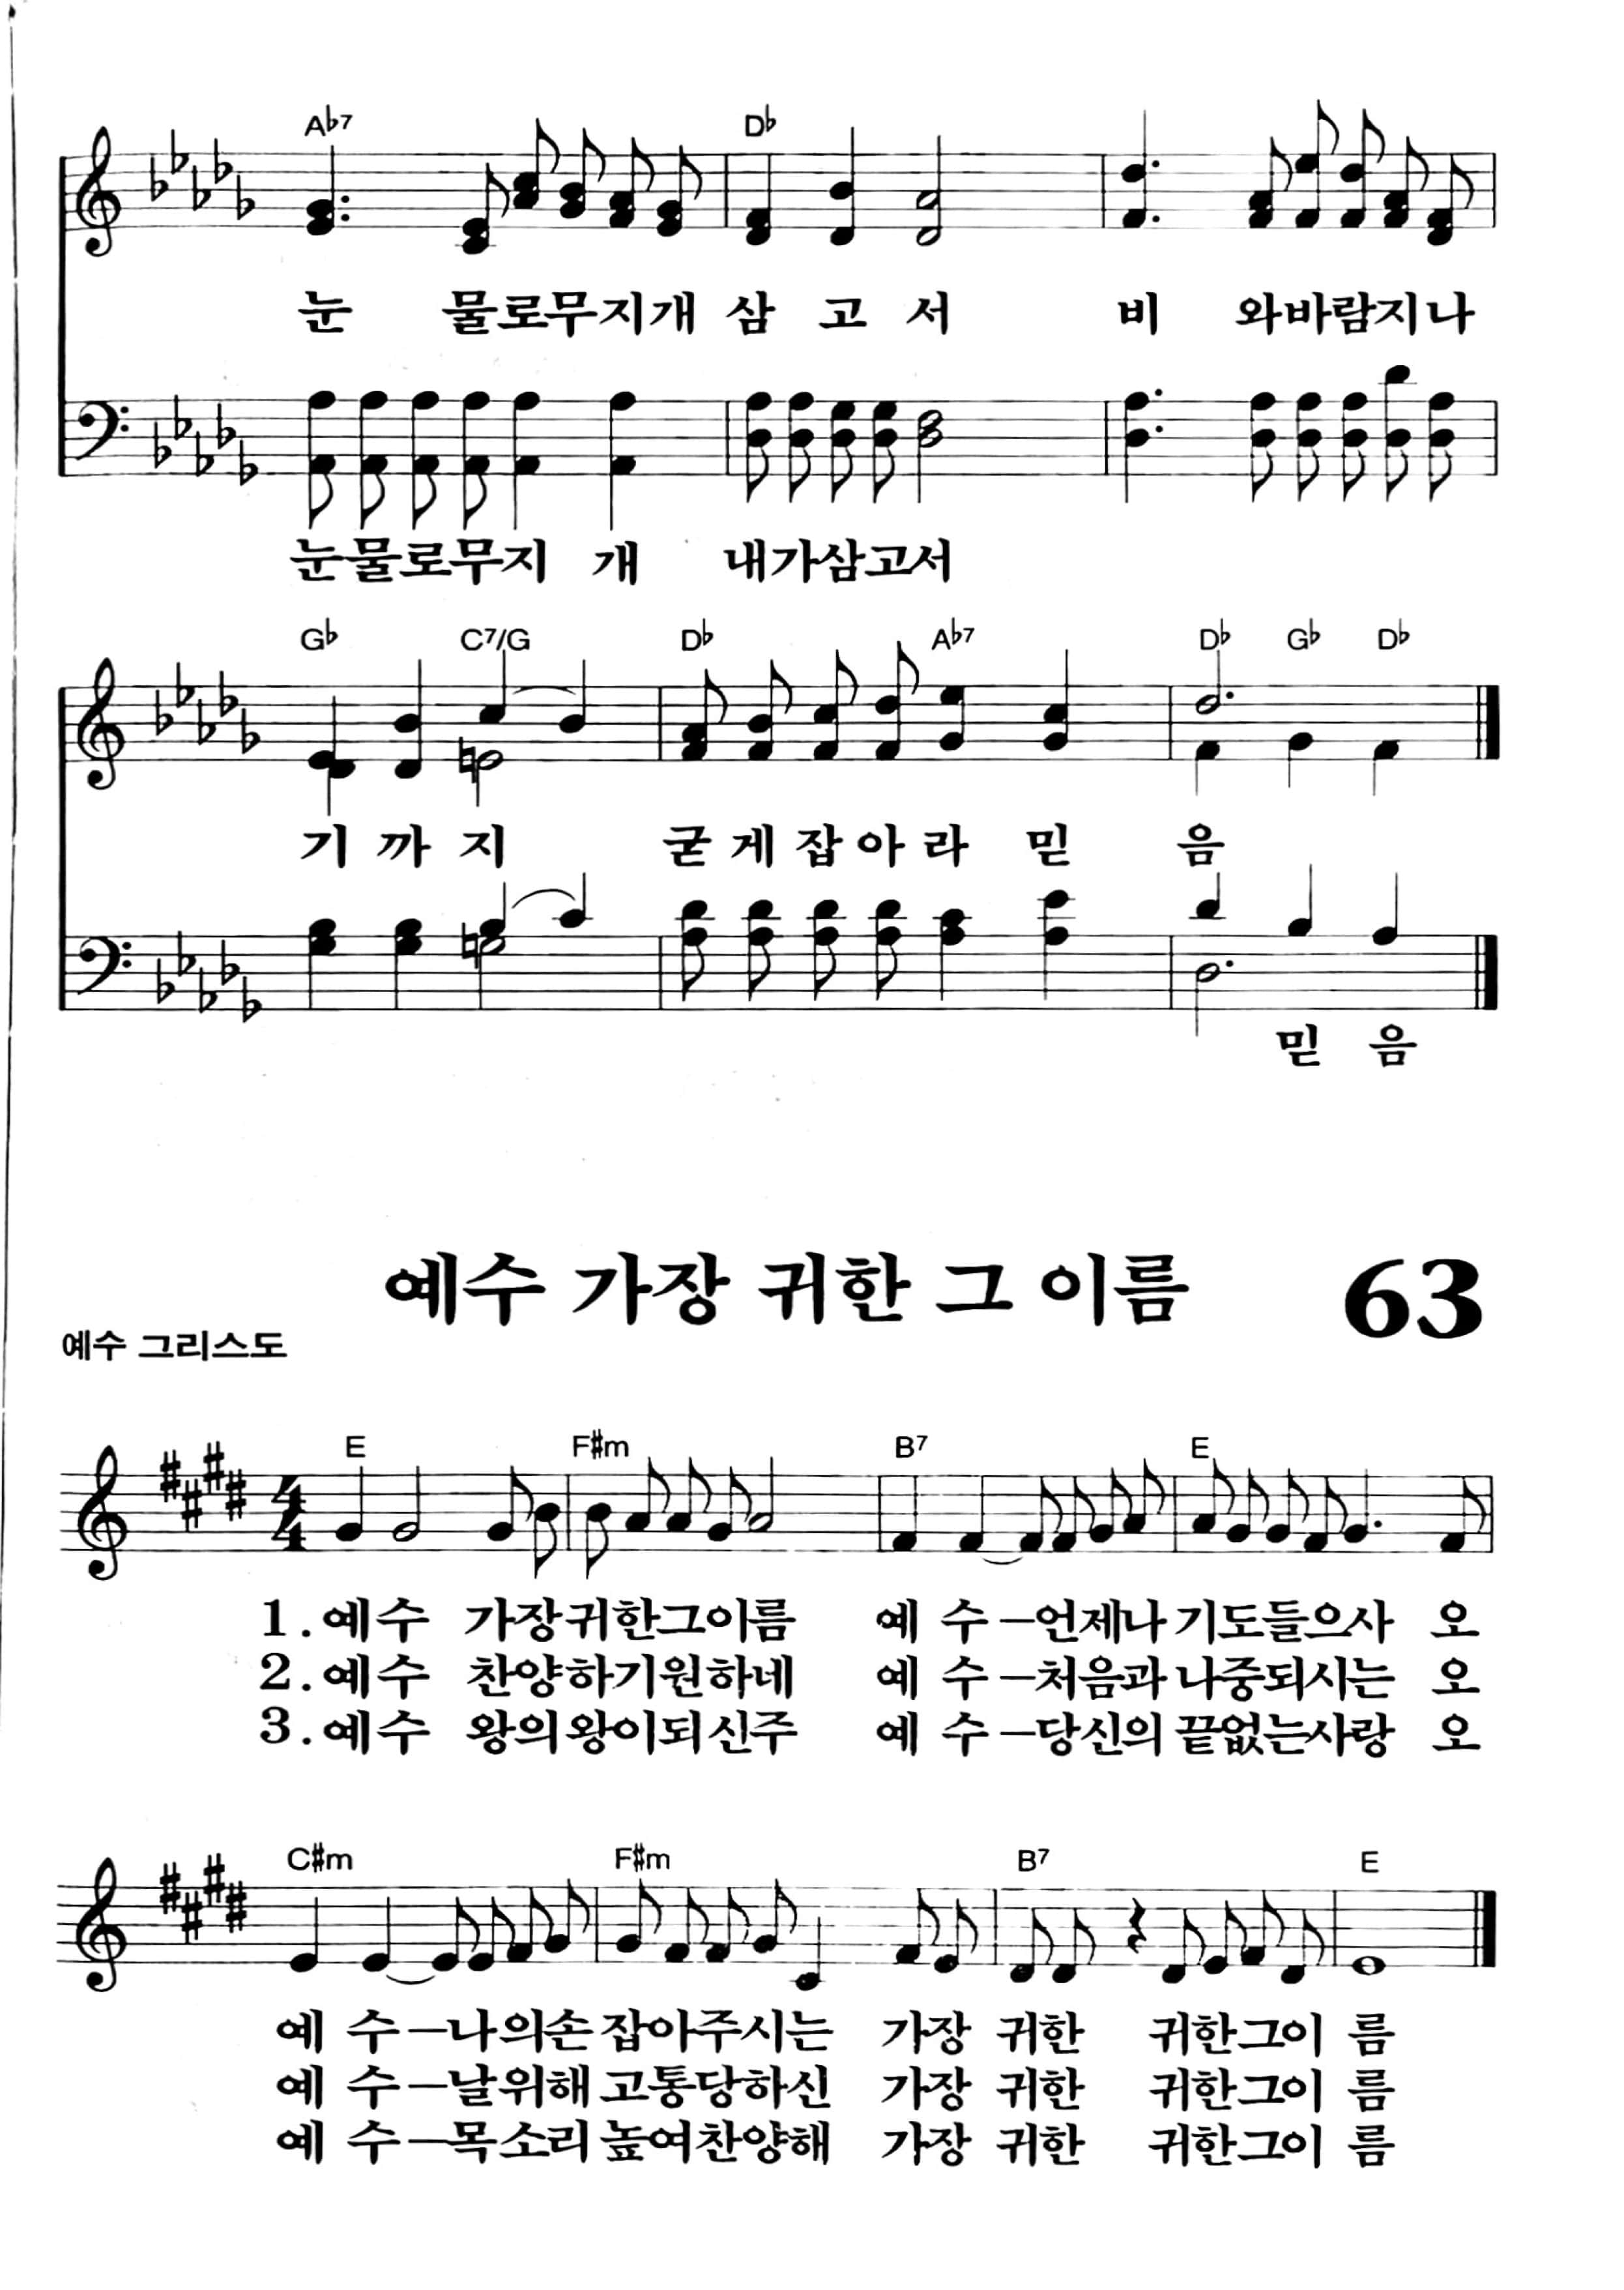 A♭7 D♭
눈 물로무지개 삼 고 서 비 와바람지나
눈물로무지 개 내가삼고서
G♭ C7/G D♭ A♭7 D♭ G♭ D♭
기 까 지 굳 게 잡 아 라 믿 음
믿 음
예수 가장 귀한 그 이름 63
예수 그리스도
E F#m B7 E
4/4
1. 예수 가장귀한그이름 예 수-언제나 기도들으사 오
2. 예수 찬양하기원하네 예 수-처음과 나중되시는 오
3. 예수 왕의왕이되신주 예 수-당신의 끝없는사랑 오
C#m F#m B7 E
예 수-나의손 잡아주시는 가장 귀한 귀한그이 름
예 수-날위해 고통당하신 가장 귀한 귀한그이 름
예 수-목소리 높여찬양해 가장 귀한 귀한그이 름